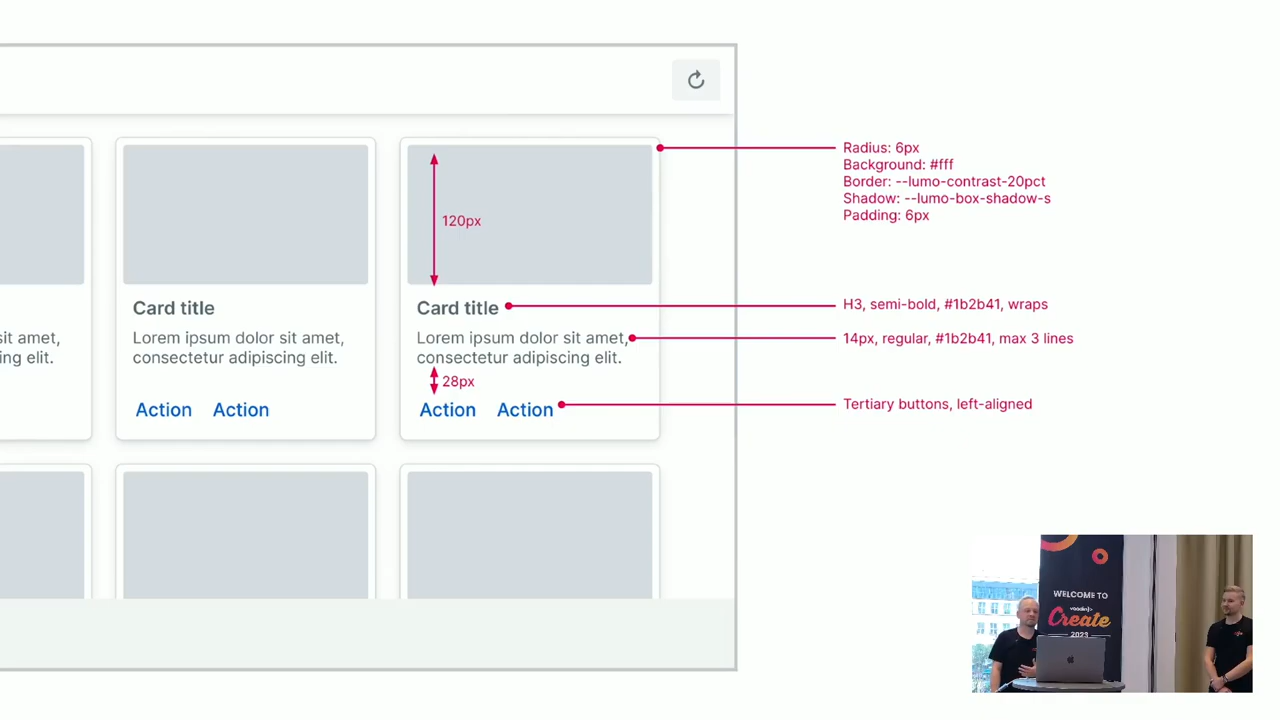 Radius: 6px
Background: #fff
Border: --lumo-contrast-20pct
Shadow: --lumo-box-shadow-s
Padding: 6px
120px
Card title
Card title
H3, semi-bold, #1b2b41, wraps
sit amet,
ing elit.
Lorem ipsum dolor sit amet,
consectetur adipiscing elit.
Lorem ipsum dolor sit amet,
consectetur adipiscing elit.
14px, regular, #1b2b41, max 3 lines
28px
Action Action
Action Action
Tertiary buttons, left-aligned
WELCOME TO
vaadin}>
Create
2023